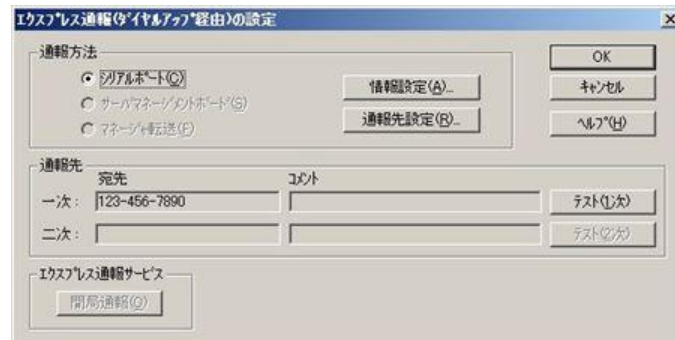 エクスプレス通報(ダイヤルアップ経由)の設定
通報方法
シリアルポート(C)
サーバマネージメントボード(S)
マネージャ転送(F)
情報設定(A)...
通報先設定(R)...
OK
キャンセル
ヘルプ(H)
通報先
宛先 コメント
一次: 123-456-7890 テスト(1次)
二次: テスト(2次)
エクスプレス通報サービス
開局通報(O)